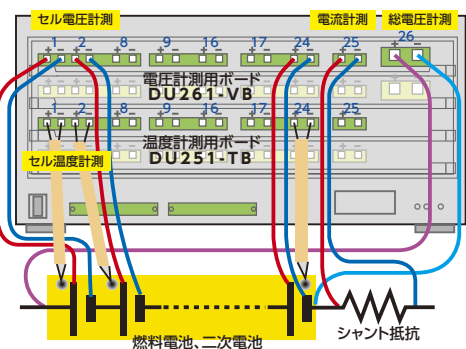 セル電圧計測 電流計測 総電圧計測
26
+ -
1 2 8 9 16 17 24 25
+ - + - + - + - + - + - + - + -
電圧計測用ボード
DU261-VB
1 2 8 9 16 17 24 25
温度計測用ボード
DU251-TB
セル温度計測
燃料電池、二次電池
シャント抵抗